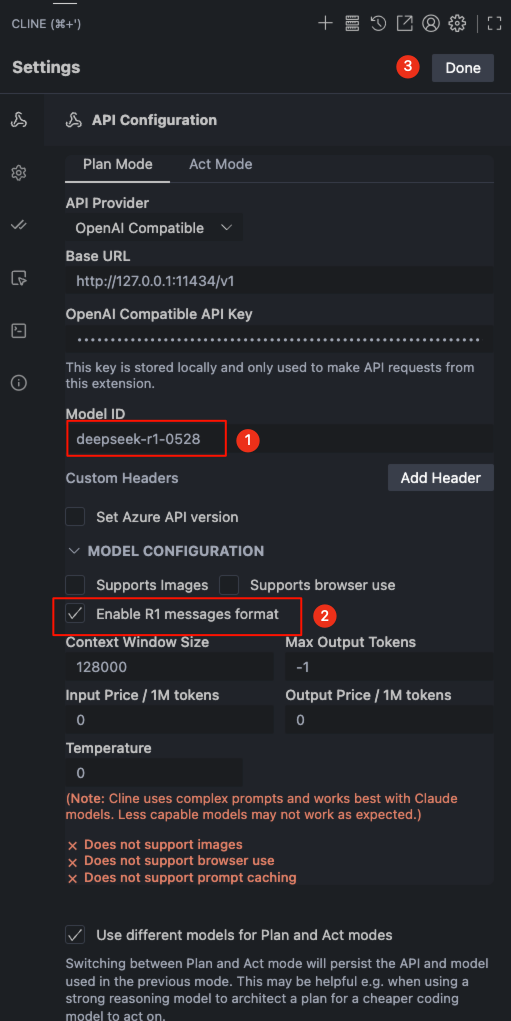 CLINE (⌘+')
Settings
3
Done
API Configuration
Plan Mode Act Mode
API Provider
OpenAI Compatible
Base URL
http://127.0.0.1:11434/v1
OpenAI Compatible API Key
••••••••••••••••••••••••••••••••••••••••••••••••••••••••••••••
This key is stored locally and only used to make API requests from
this extension.
Model ID
deepseek-r1-0528
1
Custom Headers
Add Header
Set Azure API version
MODEL CONFIGURATION
Supports Images Supports browser use
Enable R1 messages format
2
Context Window Size Max Output Tokens
128000 -1
Input Price / 1M tokens Output Price / 1M tokens
0 0
Temperature
0
(Note: Cline uses complex prompts and works best with Claude
models. Less capable models may not work as expected.)
Does not support images
Does not support browser use
Does not support prompt caching
Use different models for Plan and Act modes
Switching between Plan and Act mode will persist the API and model
used in the previous mode. This may be helpful e.g. when using a
strong reasoning model to architect a plan for a cheaper coding
model to act on.